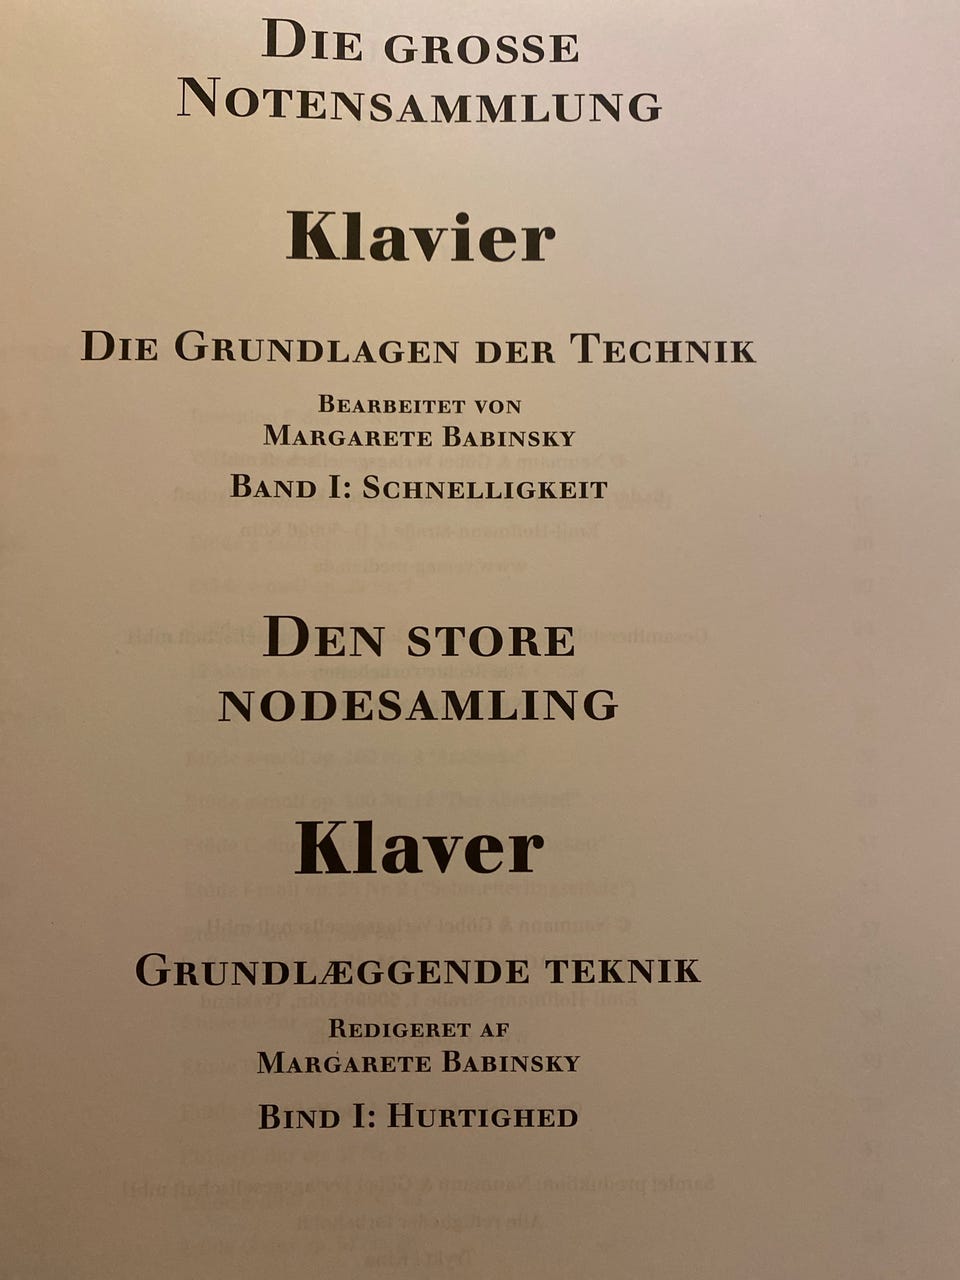 Die grosse
Notensammlung
Klavier
Die Grundlagen der Technik
Bearbeitet von
Margarete Babinsky
Band I: Schnelligkeit
Den store
nodesamling
Klaver
Grundlæggende teknik
Redigeret af
Margarete Babinsky
Bind I: Hurtighed